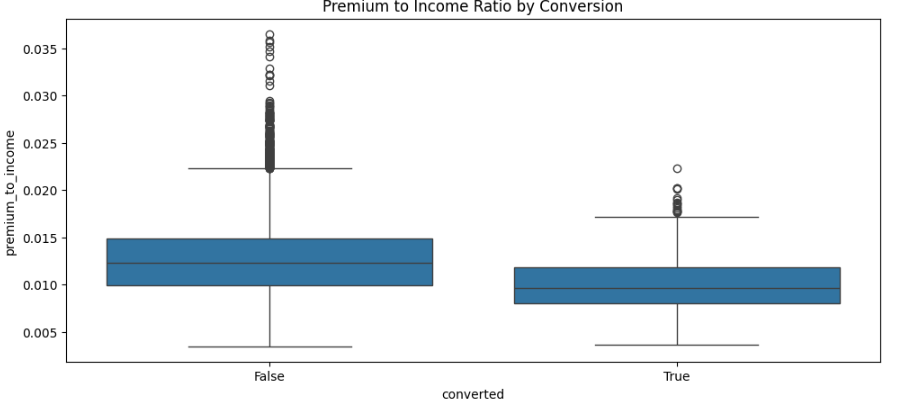 Premium to Income Ratio by Conversion
premium_to_income
0.035
0.030
0.025
0.020
0.015
0.010
0.005
False
True
converted